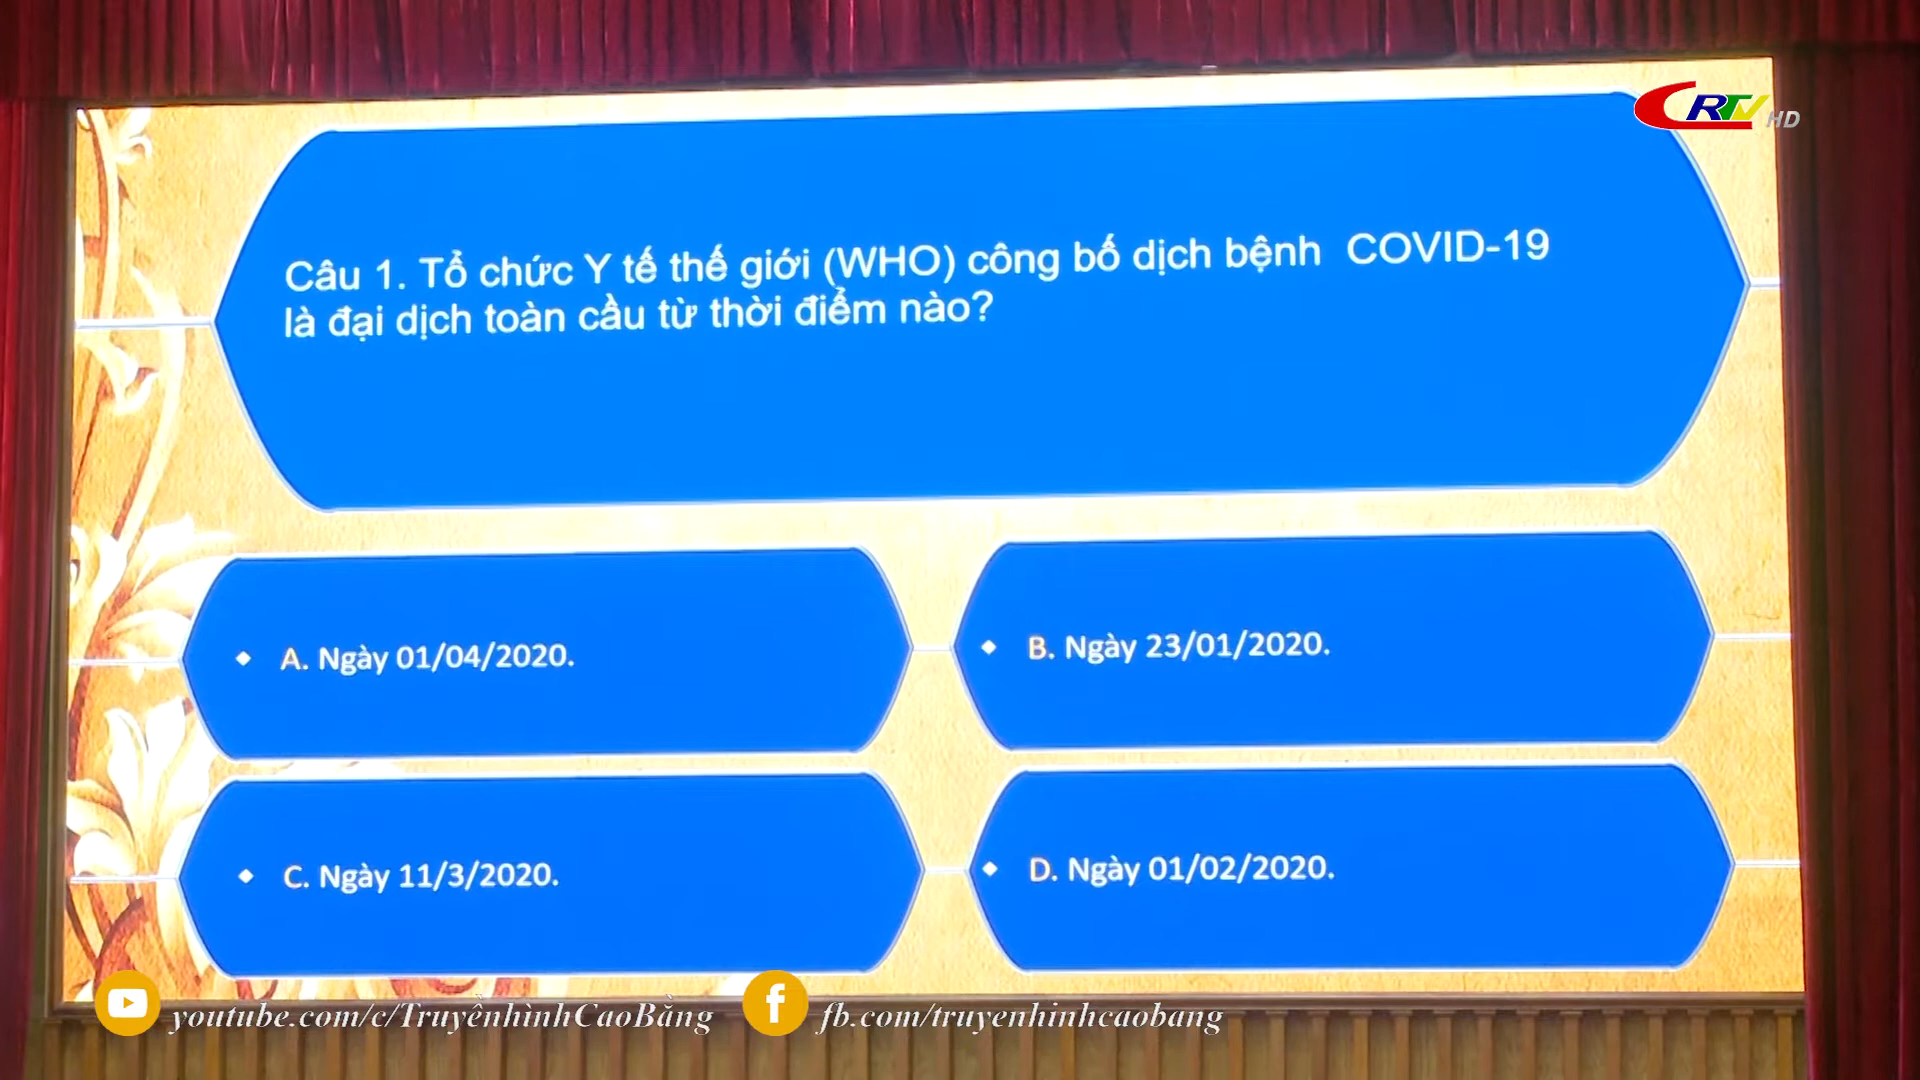 CRTV HD
Câu 1. Tổ chức Y tế thế giới (WHO) công bố dịch bệnh COVID-19
là đại dịch toàn cầu từ thời điểm nào?
A. Ngày 01/04/2020.
B. Ngày 23/01/2020.
C. Ngày 11/3/2020.
D. Ngày 01/02/2020.
youtube.com/c/TruyềnhìnhCaoBằng
fb.com/truyenhinhcaobang